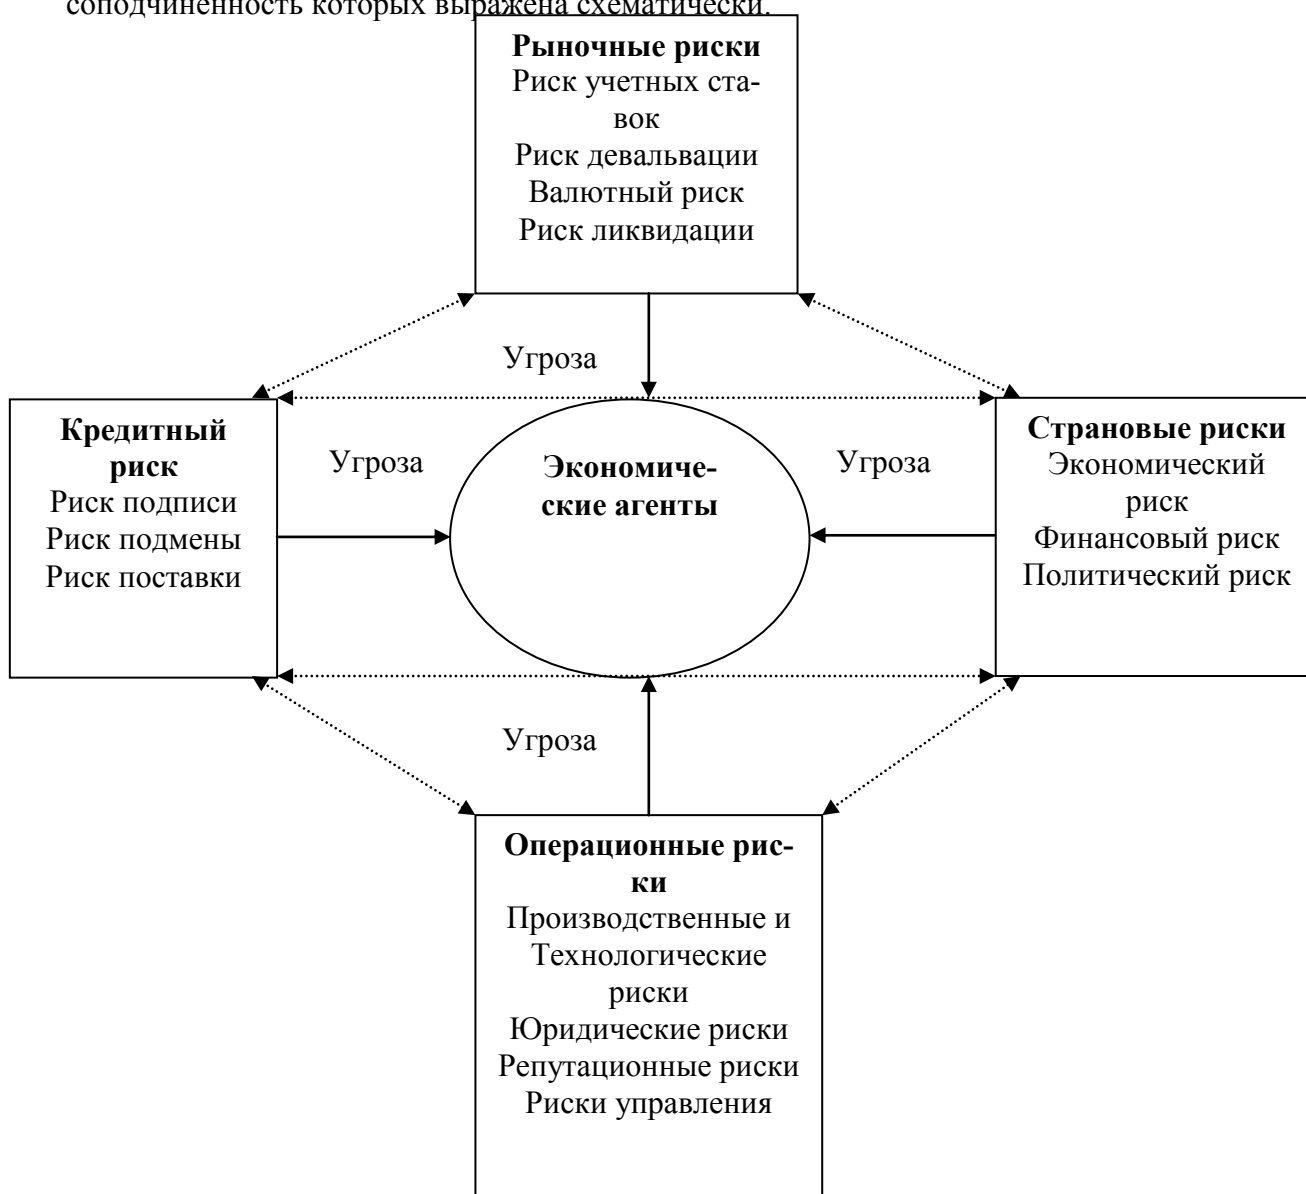 соподчиненность которых выражена схематически.
Рыночные риски
Риск учетных ста-
вок
Риск девальвации
Валютный риск
Риск ликвидации
Угроза
Кредитный
риск
Риск подписи
Риск подмены
Риск поставки
Угроза
Экономиче-
ские агенты
Угроза
Страновые риски
Экономический
риск
Финансовый риск
Политический риск
Угроза
Операционные рис-
ки
Производственные и
Технологические
риски
Юридические риски
Репутационные риски
Риски управления